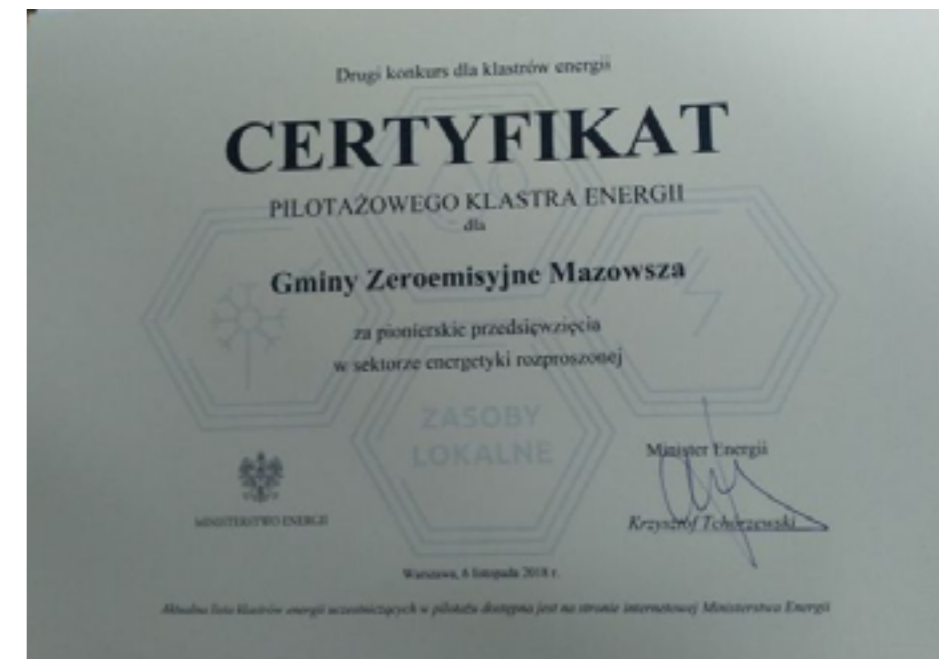 Drugi konkurs dla klastrów energii
CERTYFIKAT
PILOTAŻOWEGO KLASTRA ENERGII
dla
Gminy Zeroemisyjne Mazowsza
za pionierskie przedsięwzięcia
w sektorze energetyki rozproszonej
ZASOBY
LOKALNE
Minister Energii
MINISTERSTWO ENERGII
Krzysztof Tchórzewski
Warszawa, 6 listopada 2018 r.
Aktualna lista klastrów energii uczestniczących w pilotażu dostępna jest na stronie internetowej Ministerstwa Energii